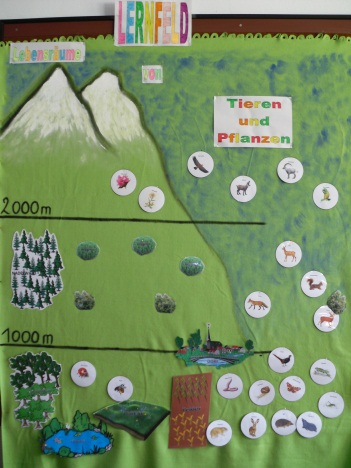 LERNFELD
Lebensräume
von
Tieren
und
Pflanzen
2000m
1000m